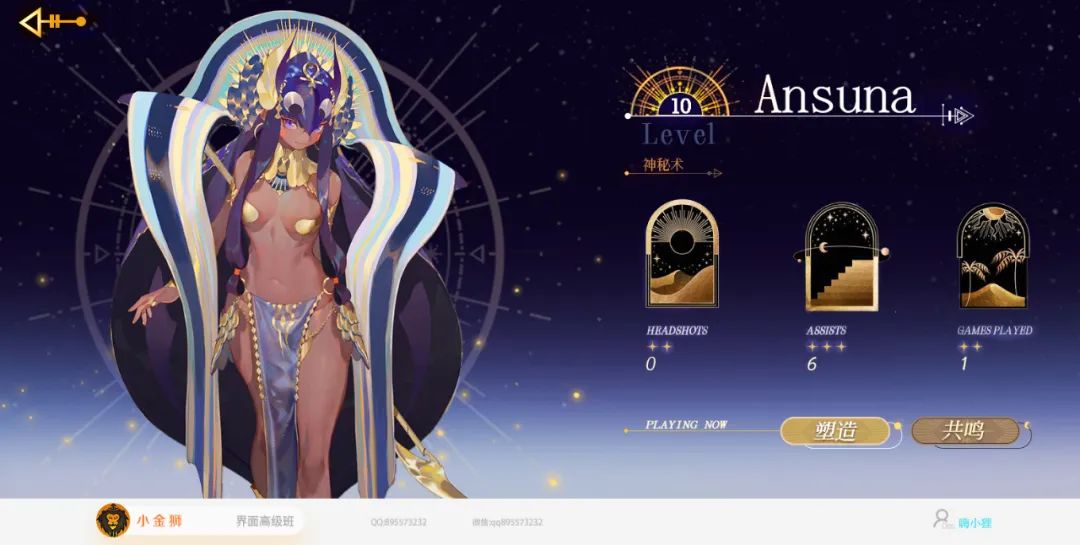 10
Ansuna
Level
神秘术
HEADSHOTS
0
ASSISTS
6
GAMES PLAYED
1
PLAYING NOW
塑造
共鸣
小金狮
界面高级班
QQ:895573232
微信:qq895573232
嗨小狸